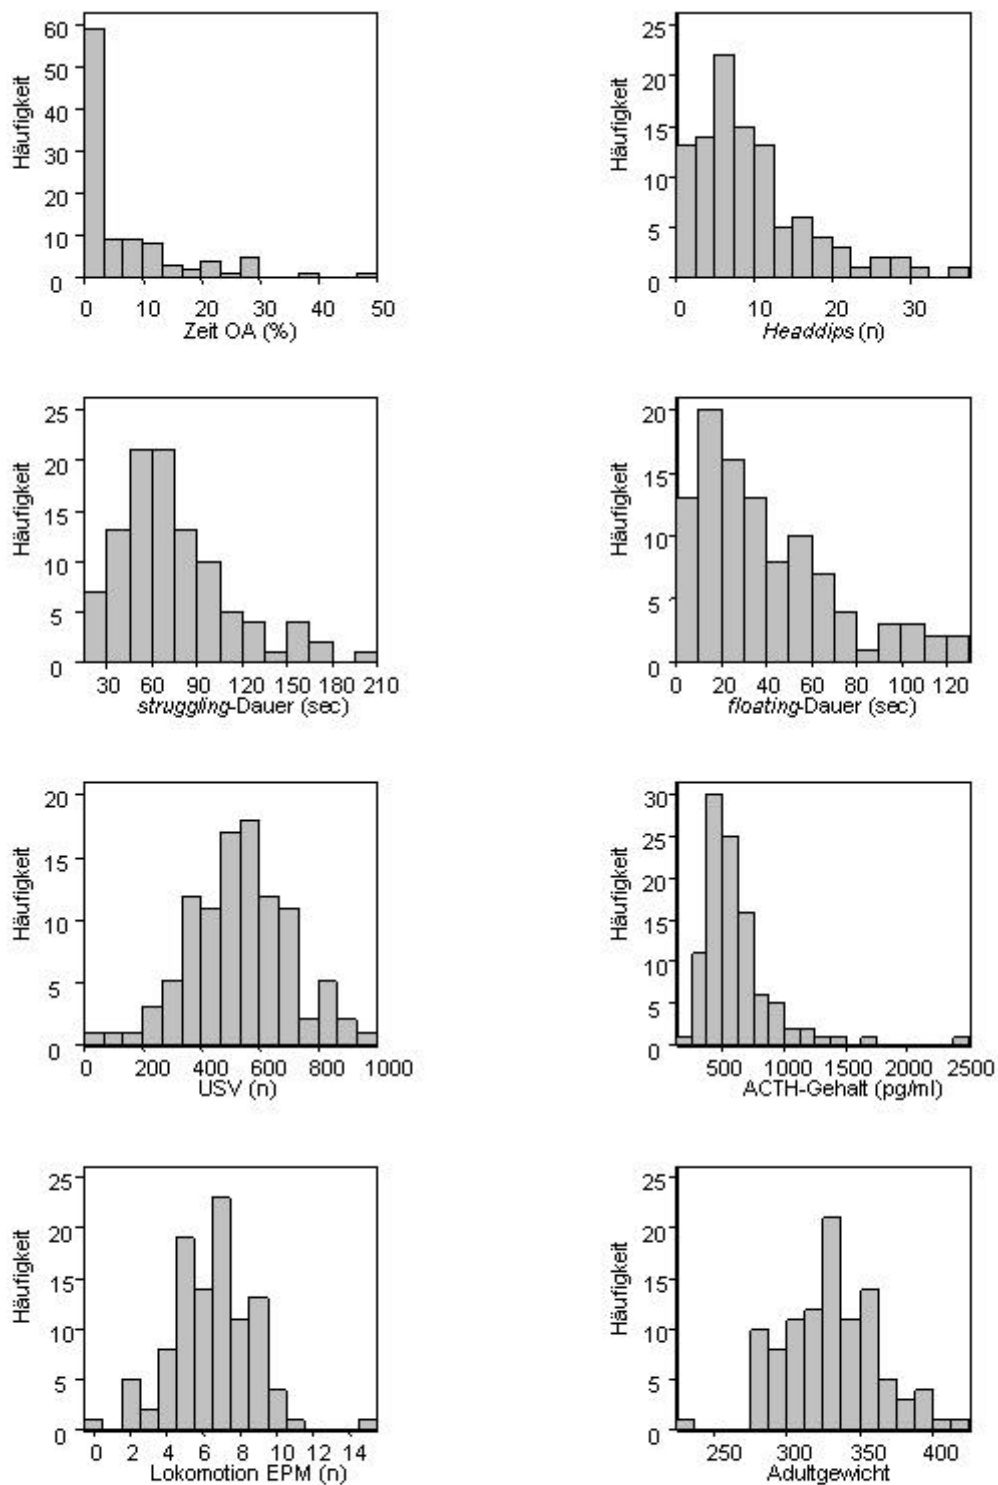 60
50
40
30
20
10
0
Häufigkeit
0 10 20 30 40 50
Zeit OA (%)
25
20
15
10
5
0
Häufigkeit
0 10 20 30
Headdips (n)
25
20
15
10
5
0
Häufigkeit
30 60 90 120 150 180 210
struggling-Dauer (sec)
20
15
10
5
0
Häufigkeit
0 20 40 60 80 100 120
floating-Dauer (sec)
20
15
10
5
0
Häufigkeit
0 200 400 600 800 1000
USV (n)
30
25
20
15
10
5
0
Häufigkeit
500 1000 1500 2000 2500
ACTH-Gehalt (pg/ml)
25
20
15
10
5
0
Häufigkeit
0 2 4 6 8 10 12 14
Lokomotion EPM (n)
25
20
15
10
5
0
Häufigkeit
250 300 350 400
Adultgewicht